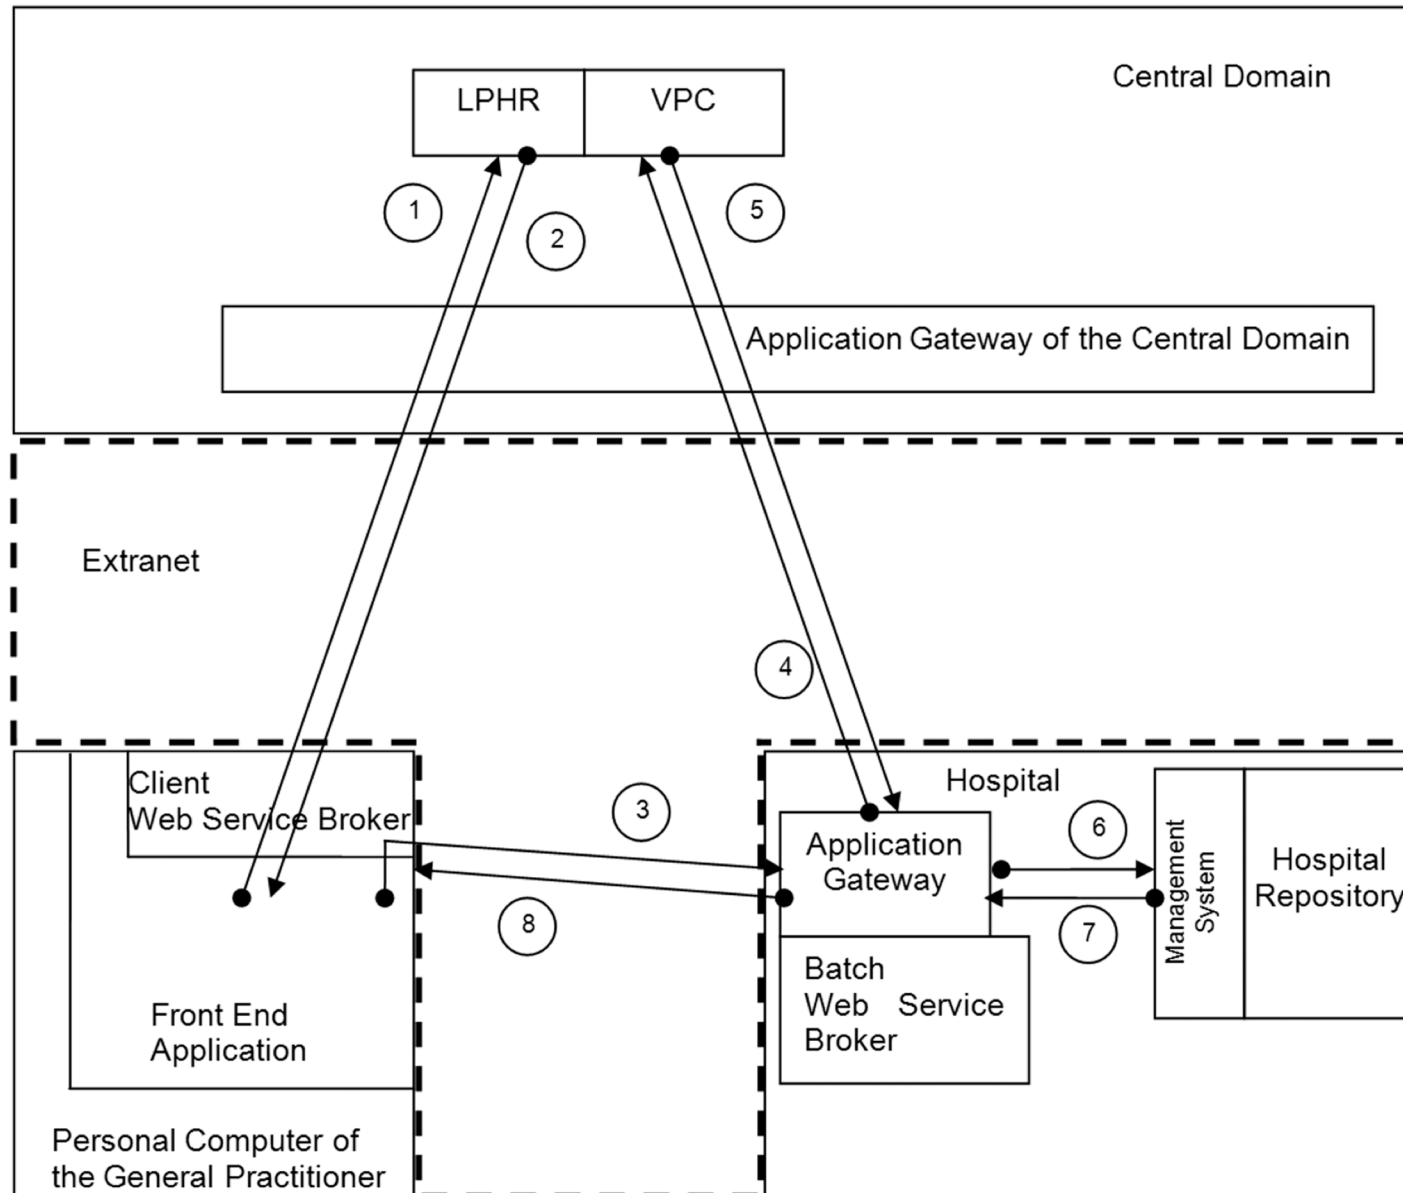 Central Domain
LPHR
VPC
1
2
5
Application Gateway of the Central Domain
Extranet
4
Client
Web Service Broker
3
Hospital
Application
Gateway
6
Management
System
Hospital
Repository
8
7
Batch
Web Service
Broker
Front End
Application
Personal Computer of
the General Practitioner